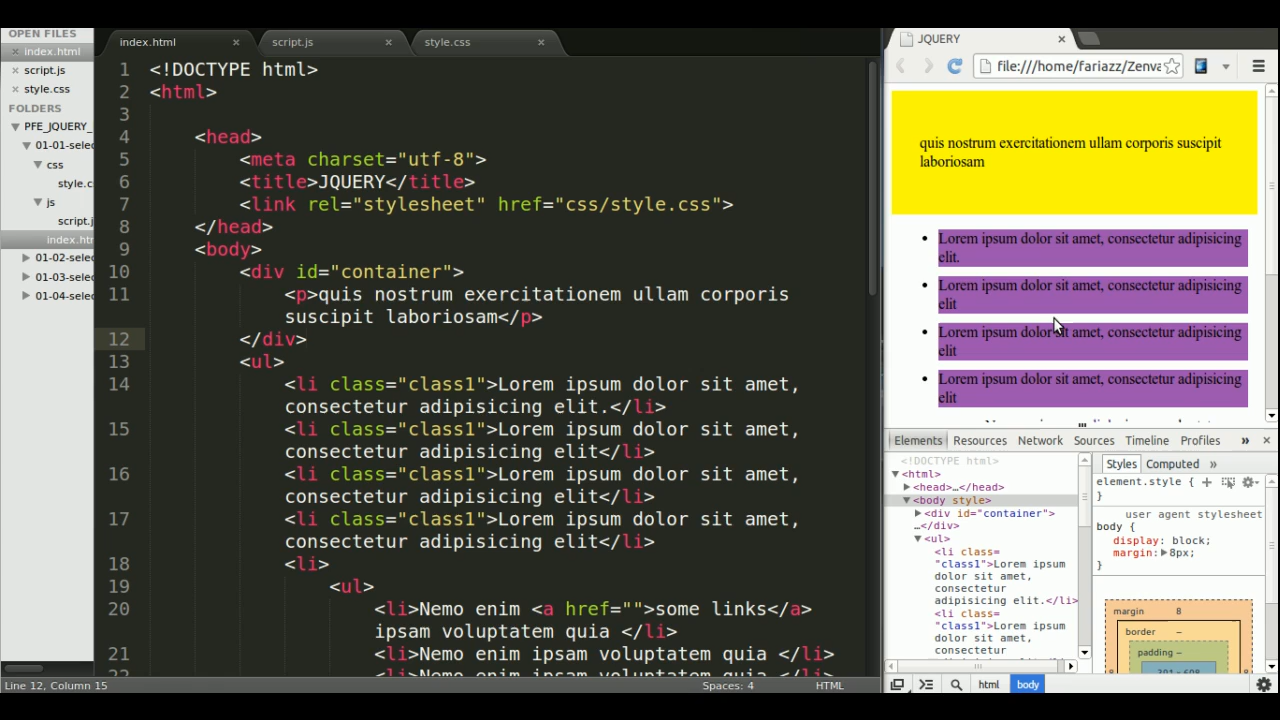 OPEN FILES
index.html
script.js
style.css
FOLDERS
PFE_JQUERY_
01-01-selec
css
style.c
js
script.j
index.htm
01-02-selec
01-03-selec
01-04-selec
index.html
script.js
style.css
1 <!DOCTYPE html>
2 <html>
3
4 <head>
5 <meta charset="utf-8">
6 <title>JQUERY</title>
7 <link rel="stylesheet" href="css/style.css">
8 </head>
9 <body>
10 <div id="container">
11 <p>quis nostrum exercitationem ullam corporis
suscipit laboriosam</p>
12 </div>
13 <ul>
14 <li class="class1">Lorem ipsum dolor sit amet,
consectetur adipisicing elit.</li>
15 <li class="class1">Lorem ipsum dolor sit amet,
consectetur adipisicing elit</li>
16 <li class="class1">Lorem ipsum dolor sit amet,
consectetur adipisicing elit</li>
17 <li class="class1">Lorem ipsum dolor sit amet,
consectetur adipisicing elit</li>
18 <li>
19 <ul>
20 <li>Nemo enim <a href="">some links</a>
ipsam voluptatem quia </li>
21 <li>Nemo enim ipsam voluptatem quia </li>
Line 12, Column 15
Spaces: 4
HTML
JQUERY
file:///home/fariazz/Zenva
quis nostrum exercitationem ullam corporis suscipit
laboriosam
Lorem ipsum dolor sit amet, consectetur adipisicing
elit.
Lorem ipsum dolor sit amet, consectetur adipisicing
elit
Lorem ipsum dolor sit amet, consectetur adipisicing
elit
Lorem ipsum dolor sit amet, consectetur adipisicing
elit
Elements Resources Network Sources Timeline Profiles »
<!DOCTYPE html>
<html>
<head>…</head>
<body style>
<div id="container">
…</div>
<ul>
<li class=
"class1">Lorem ipsum
dolor sit amet,
consectetur
adipisicing elit.</li>
<li class=
"class1">Lorem ipsum
dolor sit amet,
consectetur
Styles Computed »
element.style {
}
user agent stylesheet
body {
display: block;
margin: 8px;
}
margin 8
border –
padding –
8
8
html body